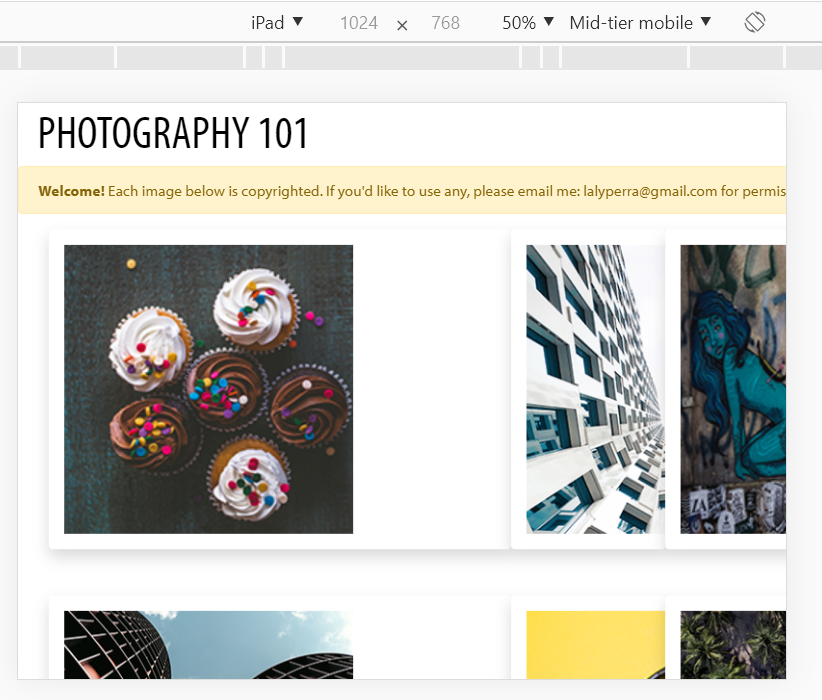 iPad ▼ 1024 × 768 50% ▼ Mid-tier mobile ▼
PHOTOGRAPHY 101
Welcome! Each image below is copyrighted. If you'd like to use any, please email me: lalyperra@gmail.com for permis